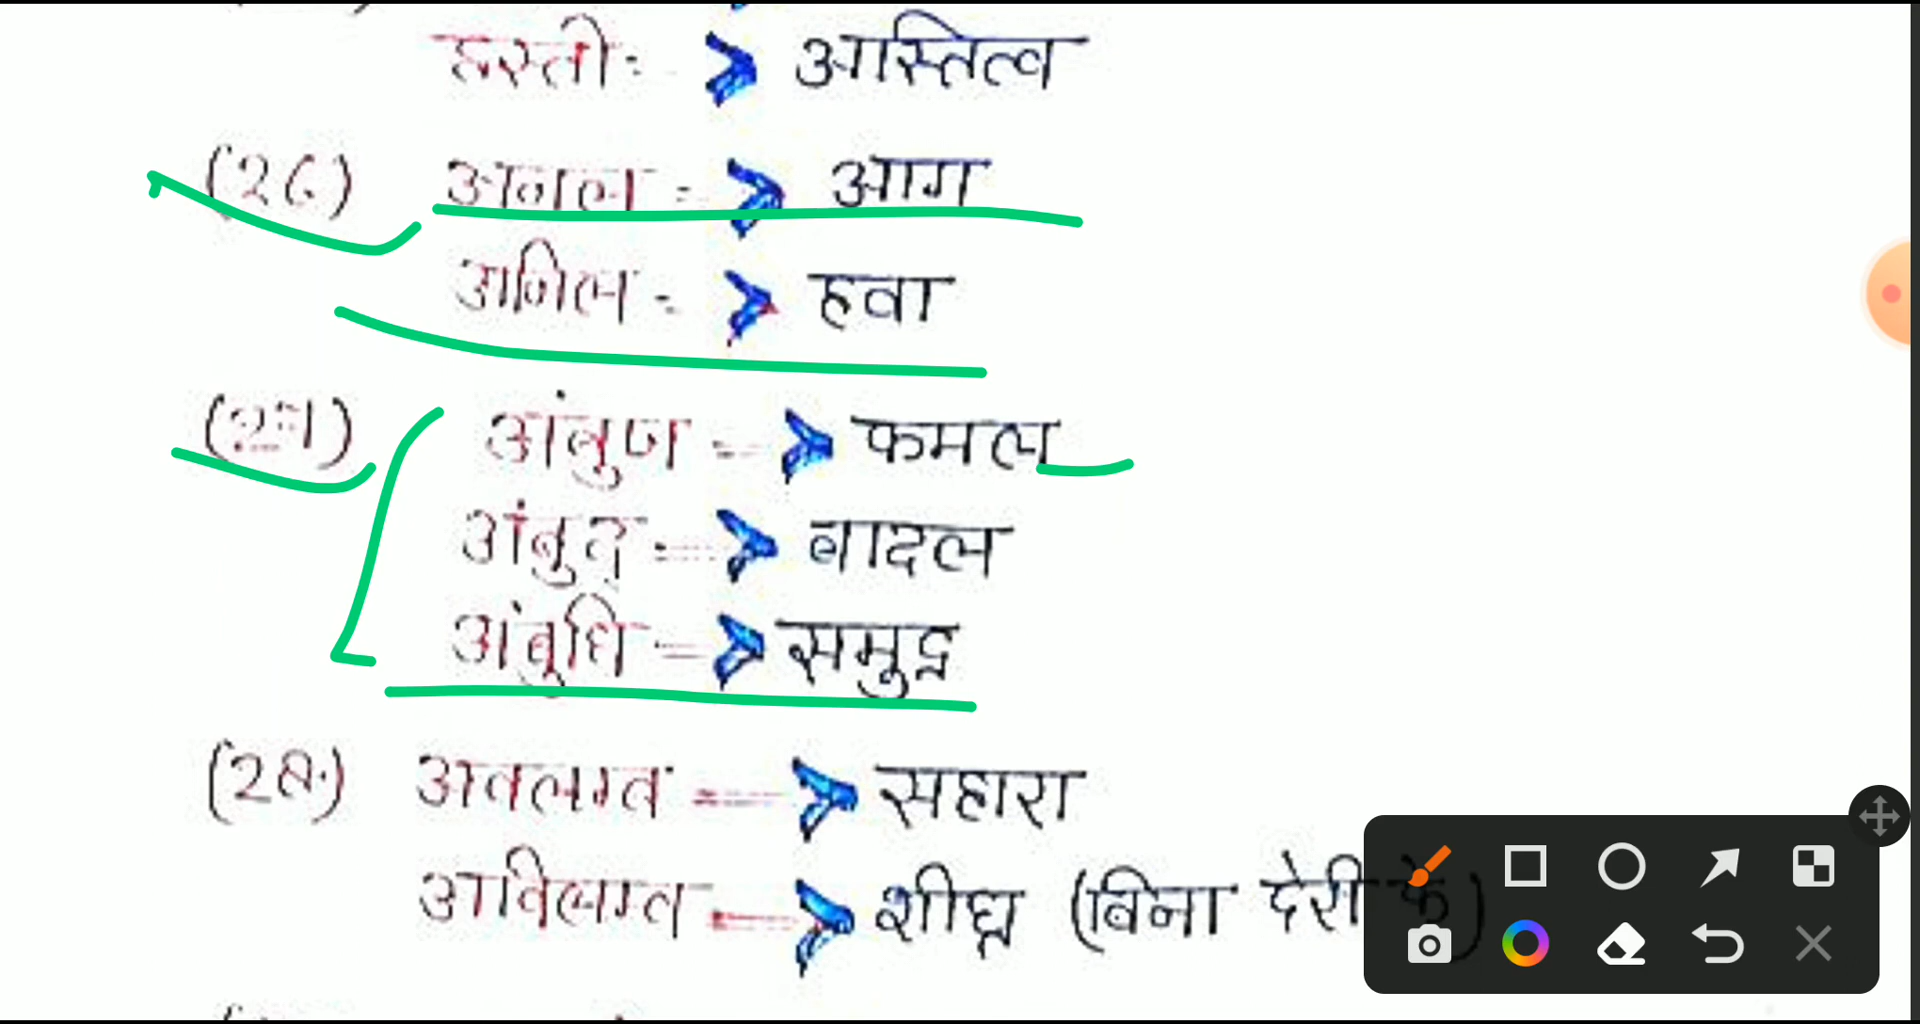 हस्ती :- आस्तित्व
(26) अनल :- आग
अनिल :- हवा
(27) अंबुज = कमल
अंबुद = बादल
अंबुधि = समुद्र
(28) अवलम्ब = सहारा
अविलम्ब = शीघ्र (बिना देरी के)